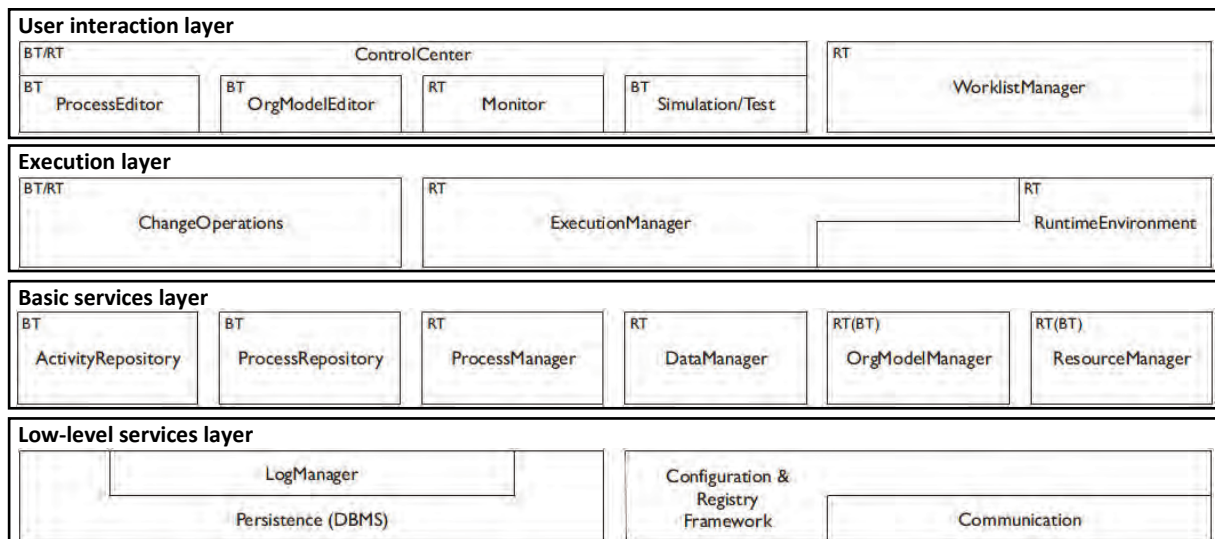 User interaction layer
BT/RT ControlCenter RT
BT ProcessEditor BT OrgModelEditor RT Monitor BT Simulation/Test WorklistManager
Execution layer
BT/RT RT RT
ChangeOperations ExecutionManager RuntimeEnvironment
Basic services layer
BT BT RT RT RT(BT) RT(BT)
ActivityRepository ProcessRepository ProcessManager DataManager OrgModelManager ResourceManager
Low-level services layer
LogManager
Persistence (DBMS)
Configuration &
Registry
Framework
Communication